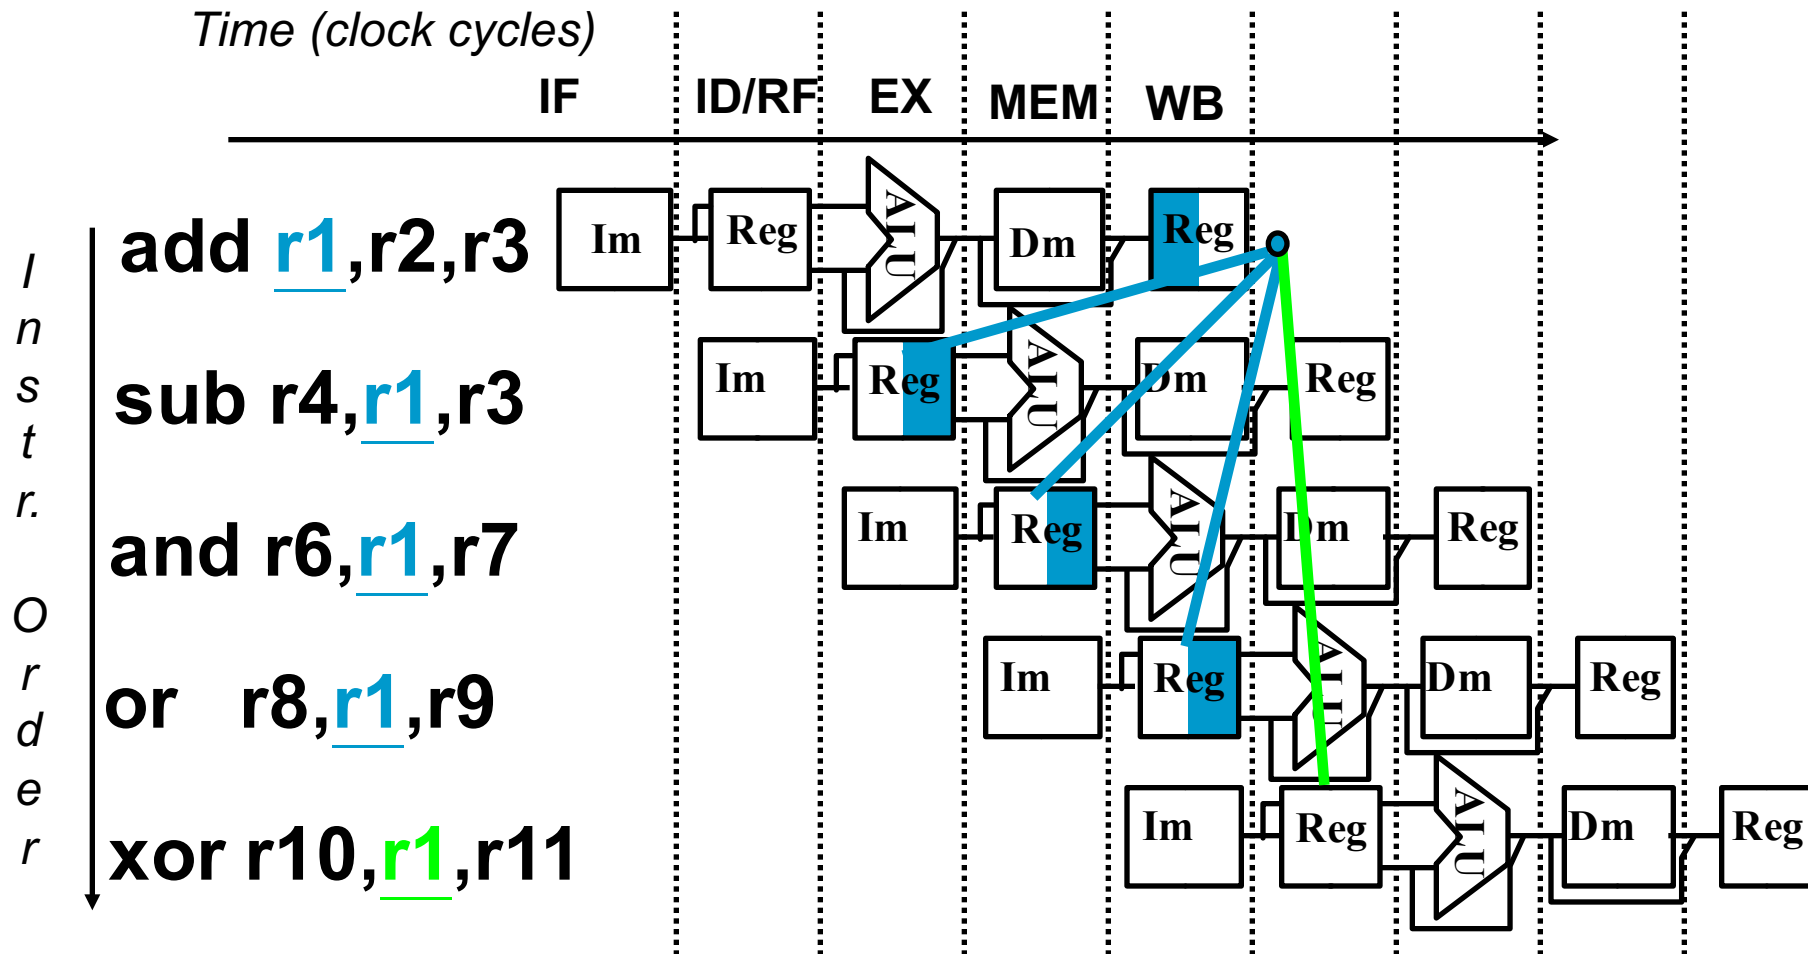 Time (clock cycles)
IF ID/RF EX MEM WB
Instr. Order
add r1,r2,r3 Im Reg ALU Dm Reg
sub r4,r1,r3 Im Reg ALU Dm Reg
and r6,r1,r7 Im Reg ALU Dm Reg
or r8,r1,r9 Im Reg ALU Dm Reg
xor r10,r1,r11 Im Reg ALU Dm Reg